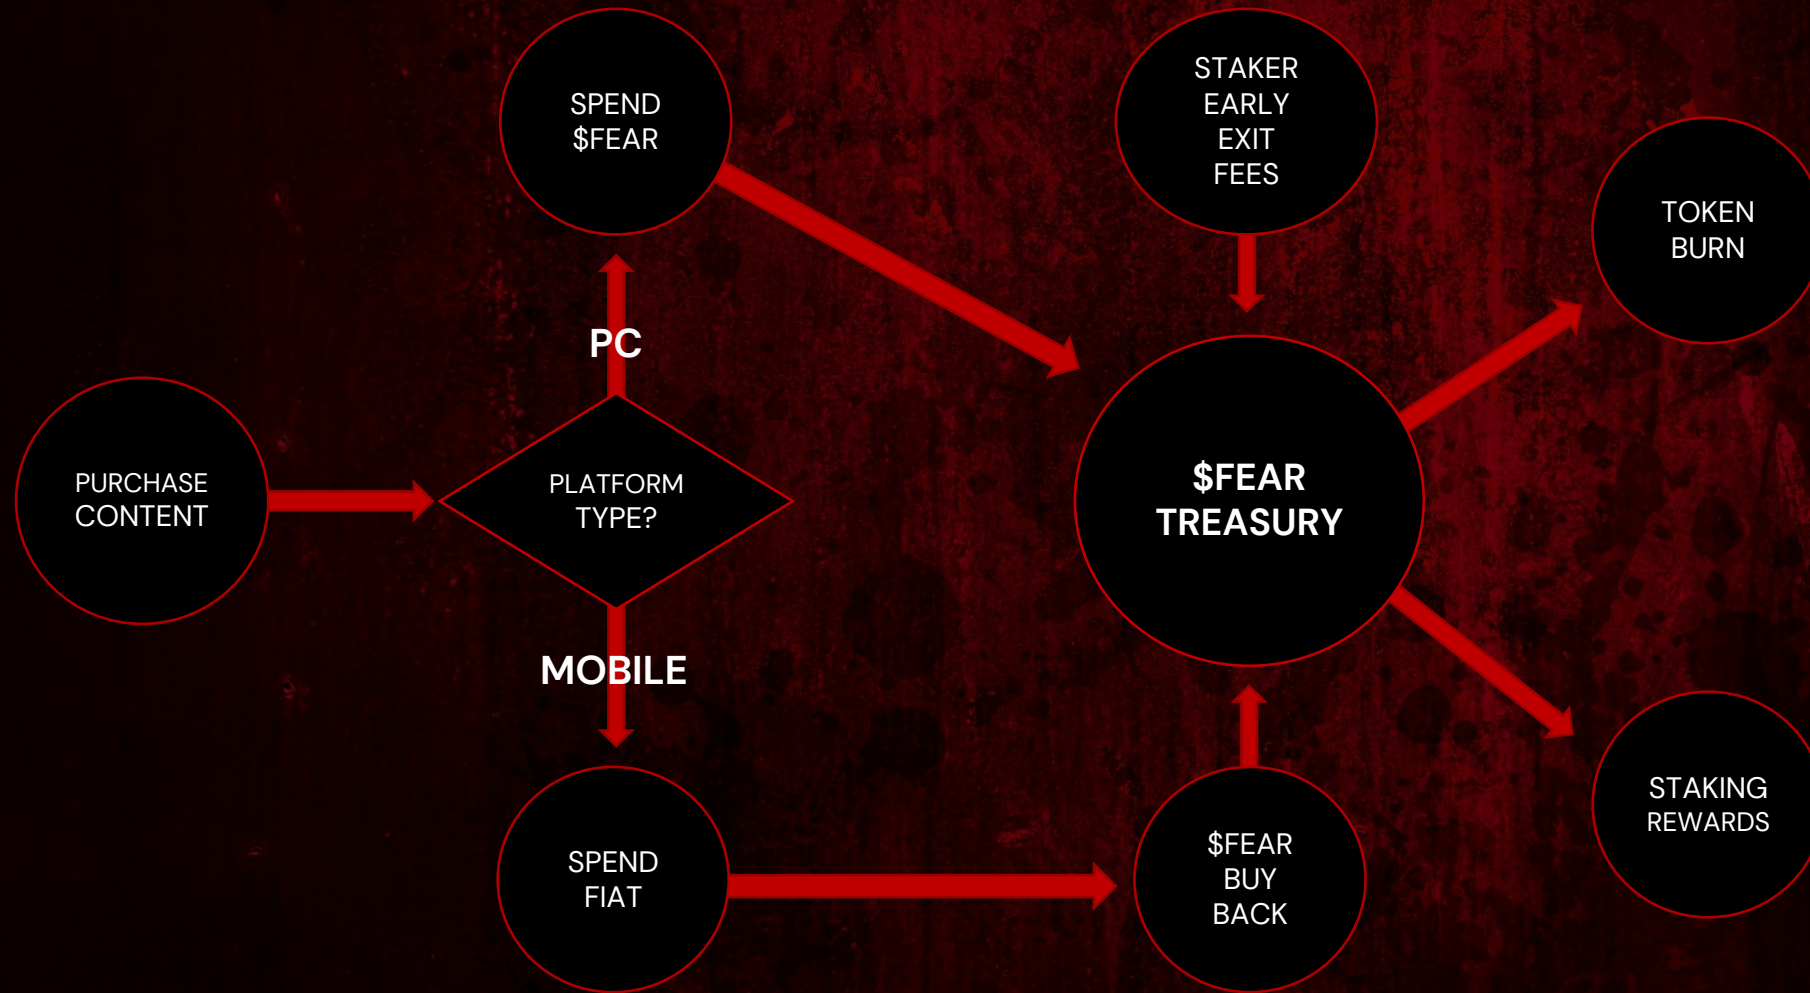 PURCHASE
CONTENT
PLATFORM
TYPE?
PC
SPEND
$FEAR
MOBILE
SPEND
FIAT
$FEAR
BUY
BACK
STAKER
EARLY
EXIT
FEES
$FEAR
TREASURY
TOKEN
BURN
STAKING
REWARDS